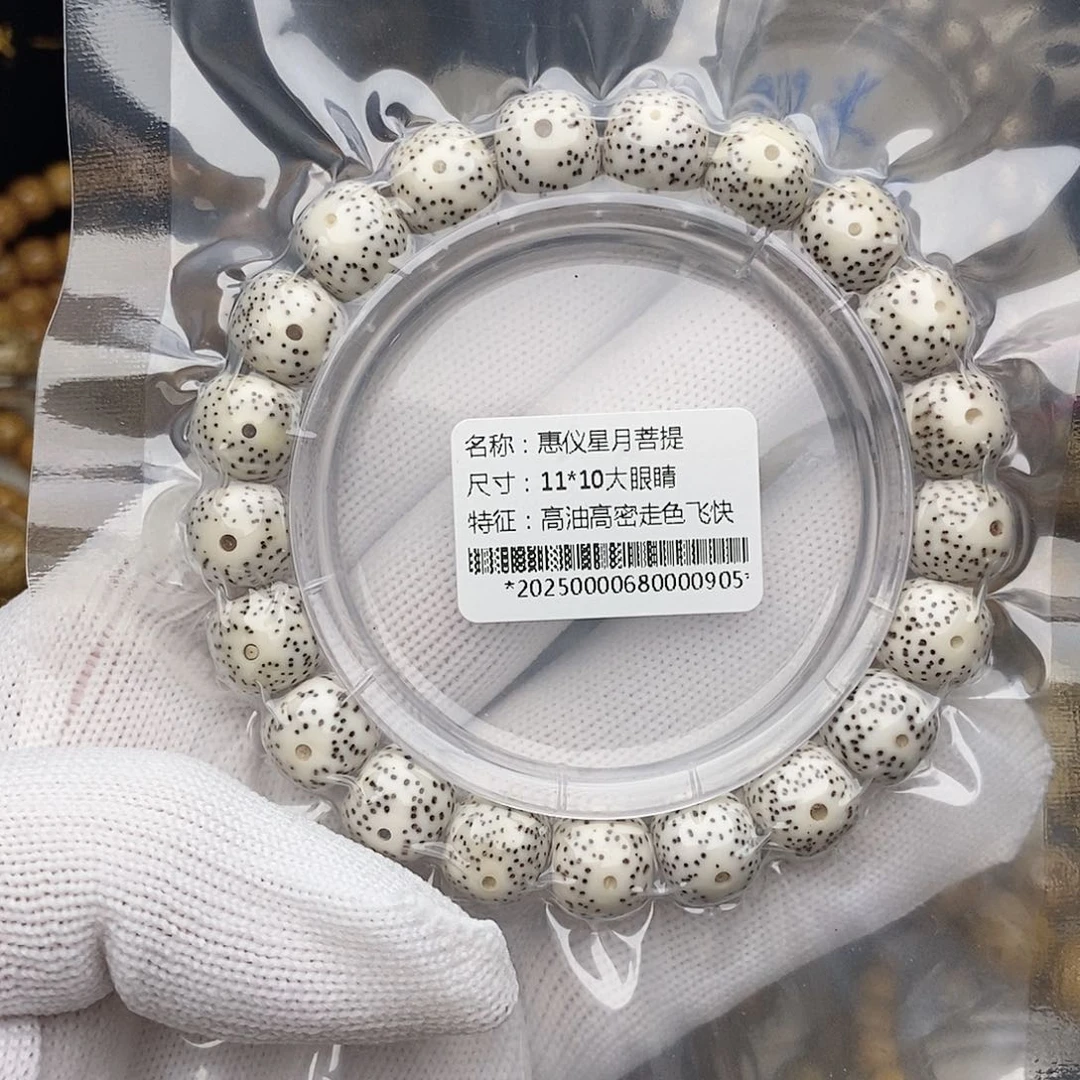 名称：惠仪星月菩提
尺寸：11*10大眼睛
特征：高油高密走色飞快
*20250000680000905*